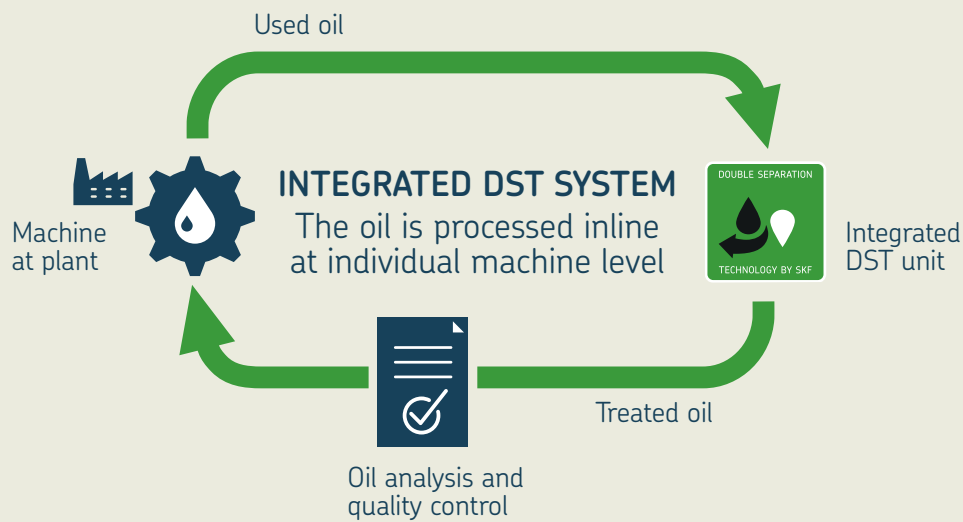 Used oil
INTEGRATED DST SYSTEM
The oil is processed inline
at individual machine level
Machine
at plant
DOUBLE SEPARATION
TECHNOLOGY BY SKF
Integrated
DST unit
Treated oil
Oil analysis and
quality control